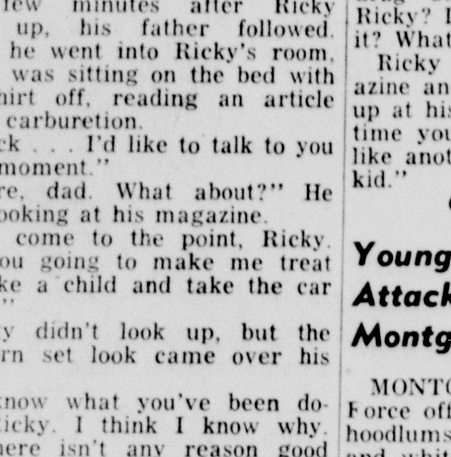 few minutes after Ricky
up, his father followed.
he went into Ricky's room,
was sitting on the bed with
hirt off, reading an article
carburetion.
ck . . . I'd like to talk to you
moment."
re, dad. What about?" He
ooking at his magazine.
come to the point, Ricky.
ou going to make me treat
ke a child and take the car
"
y didn't look up, but the
rn set look came over his
know what you've been do-
icky. I think I know why.
here isn't any reason good
Ricky? I
it? What
Ricky
azine an
up at his
time you
like anot
kid."
Young
Attack
Montg
MONTG
Force off
hoodlums
and whit